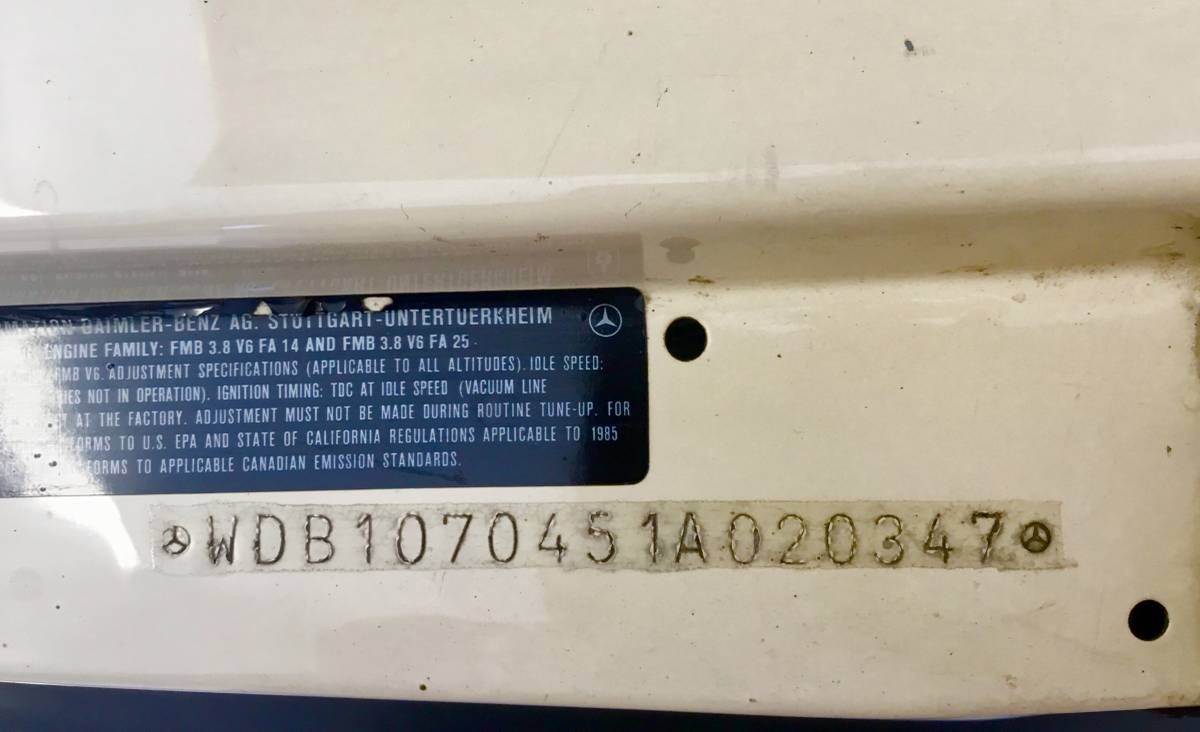 DAIMLER-BENZ AG. STUTTGART-UNTERTUERKHEIM
ENGINE FAMILY: FMB 3.8 V6 FA 14 AND FMB 3.8 V6 FA 25
V6. ADJUSTMENT SPECIFICATIONS (APPLICABLE TO ALL ALTITUDES). IDLE SPEED:
NOT IN OPERATION). IGNITION TIMING: TDC AT IDLE SPEED (VACUUM LINE
AT THE FACTORY. ADJUSTMENT MUST NOT BE MADE DURING ROUTINE TUNE-UP. FOR
TO U.S. EPA AND STATE OF CALIFORNIA REGULATIONS APPLICABLE TO 1985
TO APPLICABLE CANADIAN EMISSION STANDARDS.
WDB1070451A020347